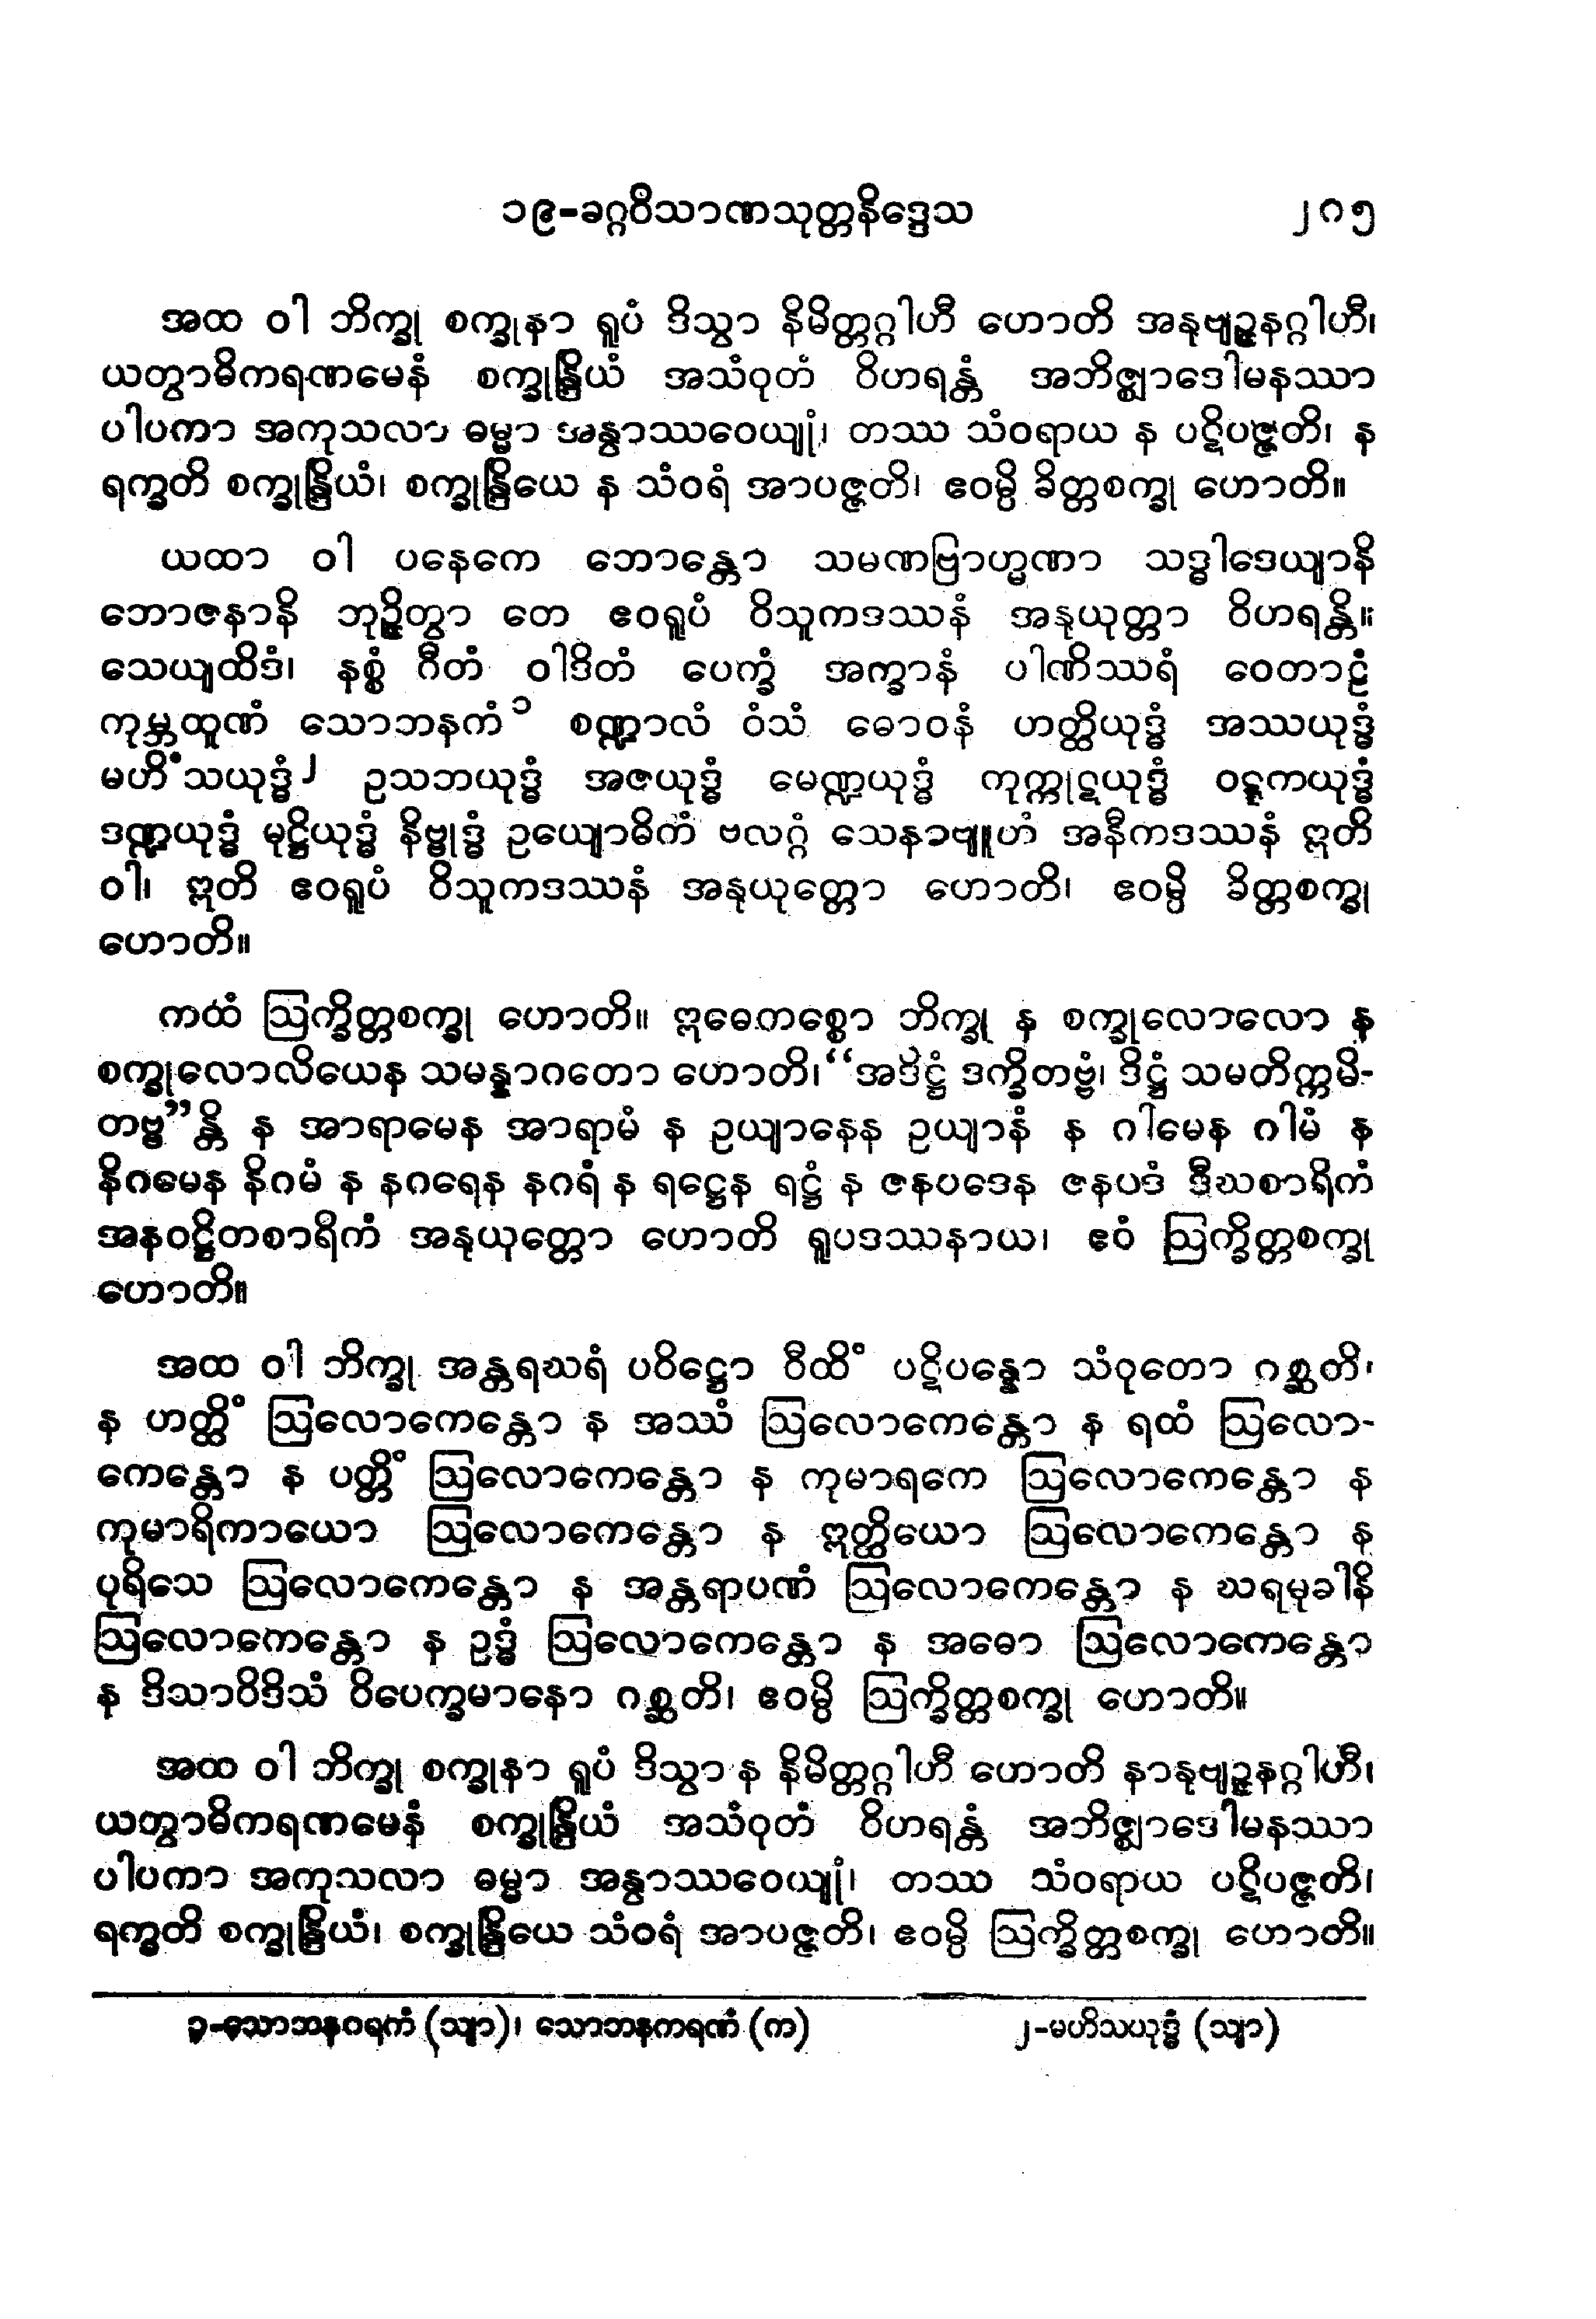 ၁၉-ခဂ္ဂဝိသာဏသုတ္တနိဒ္ဒေသ ၂၈၅
အထ ဝါ ဘိက္ခု စက္ခုနာ ရူပံ ဒိသွာ နိမိတ္တဂ္ဂါဟီ ဟောတိ အနုဗျဉ္ဇနဂ္ဂါဟီ၊
ယတွာဓိကရဏမေနံ စက္ခုန္ဒြိယံ အသံဝုတံ ဝိဟရန္တံ အဘိဇ္ဈာဒေါမနဿာ
ပါပကာ အကုသလာ ဓမ္မာ အနွာဿဝေယျုံ၊ တဿ သံဝရာယ န ပဋိပဇ္ဇတိ၊ န
ရက္ခတိ စက္ခုန္ဒြိယံ၊ စက္ခုန္ဒြိယေ န သံဝရံ အာပဇ္ဇတိ၊ ဧဝမ္ပိ ခိတ္တစက္ခု ဟောတိ။
ယထာ ဝါ ပနေကေ ဘောန္တော သမဏဗြာဟ္မဏာ သဒ္ဓါဒေယျာနိ
ဘောဇနာနိ ဘုဉ္ဇိတွာ တေ ဧဝရူပံ ဝိသူကဒဿနံ အနုယုတ္တာ ဝိဟရန္တိ။
သေယျထိဒံ၊ နစ္စံ ဂီတံ ဝါဒိတံ ပေက္ခံ အက္ခာနံ ပါဏိဿရံ ဝေတာဠံ
ကုမ္ဘထူဏံ သောဘနကံ ၁ စဏ္ဍာလံ ဝံသံ ဓောဝနံ ဟတ္ထိယုဒ္ဓံ အဿယုဒ္ဓံ
မဟိံသယုဒ္ဓံ ၂ ဥသဘယုဒ္ဓံ အဇယုဒ္ဓံ မေဏ္ဍယုဒ္ဓံ ကုက္ကုဋယုဒ္ဓံ ဝဋ္ဋကယုဒ္ဓံ
ဒဏ္ဍယုဒ္ဓံ မုဋ္ဌိယုဒ္ဓံ နိဗ္ဗုဒ္ဓံ ဥယျောဓိကံ ဗလဂ္ဂံ သေနာဗျူဟံ အနီကဒဿနံ ဣတိ
ဝါ၊ ဣတိ ဧဝရူပံ ဝိသူကဒဿနံ အနုယုတ္တော ဟောတိ၊ ဧဝမ္ပိ ခိတ္တစက္ခု
ဟောတိ။
ကထံ ဩက္ခိတ္တစက္ခု ဟောတိ။ ဣဓေကစ္စော ဘိက္ခု န စက္ခုလောလော န
စက္ခုလောလိယေန သမန္နာဂတော ဟောတိ၊ “အဒိဋ္ဌံ ဒက္ခိတဗ္ဗံ၊ ဒိဋ္ဌံ သမတိက္ကမိ-
တဗ္ဗ”န္တိ န အာရာမေန အာရာမံ န ဥယျာနေန ဥယျာနံ န ဂါမေန ဂါမံ န
နိဂမေန နိဂမံ န နဂရေန နဂရံ န ရဋ္ဌေန ရဋ္ဌံ န ဇနပဒေန ဇနပဒံ ဒီဃစာရိကံ
အနဝဋ္ဌိတစာရိကံ အနုယုတ္တော ဟောတိ ရူပဒဿနာယ၊ ဧဝံ ဩက္ခိတ္တစက္ခု
ဟောတိ။
အထ ဝါ ဘိက္ခု အန္တရဃရံ ပဝိဋ္ဌော ဝီထိံ ပဋိပန္နော သံဝုတော ဂစ္ဆတိ၊
န ဟတ္ထိံ ဩလောကေန္တော န အဿံ ဩလောကေန္တော န ရထံ ဩလော-
ကေန္တော န ပတ္တိံ ဩလောကေန္တော န ကုမာရကေ ဩလောကေန္တော န
ကုမာရိကာယော ဩလောကေန္တော န ဣတ္ထိယော ဩလောကေန္တော န
ပုရိသေ ဩလောကေန္တော န အန္တရာပဏံ ဩလောကေန္တော န ဃရမုခါနိ
ဩလောကေန္တော န ဥဒ္ဓံ ဩလောကေန္တော န အဓော ဩလောကေန္တော
န ဒိသာဝိဒိသံ ဝိပေက္ခမာနော ဂစ္ဆတိ၊ ဧဝမ္ပိ ဩက္ခိတ္တစက္ခု ဟောတိ။
အထ ဝါ ဘိက္ခု စက္ခုနာ ရူပံ ဒိသွာ န နိမိတ္တဂ္ဂါဟီ ဟောတိ နာနုဗျဉ္ဇနဂ္ဂါဟီ၊
ယတွာဓိကရဏမေနံ စက္ခုန္ဒြိယံ အသံဝုတံ ဝိဟရန္တံ အဘိဇ္ဈာဒေါမနဿာ
ပါပကာ အကုသလာ ဓမ္မာ အနွာဿဝေယျုံ၊ တဿ သံဝရာယ ပဋိပဇ္ဇတိ၊
ရက္ခတိ စက္ခုန္ဒြိယံ၊ စက္ခုန္ဒြိယေ သံဝရံ အာပဇ္ဇတိ၊ ဧဝမ္ပိ ဩက္ခိတ္တစက္ခု ဟောတိ။
၁-သောဘနဂရကံ (သျာ)၊ သောဘနကရဏံ (က) ၂-မဟိသယုဒ္ဓံ (သျာ)